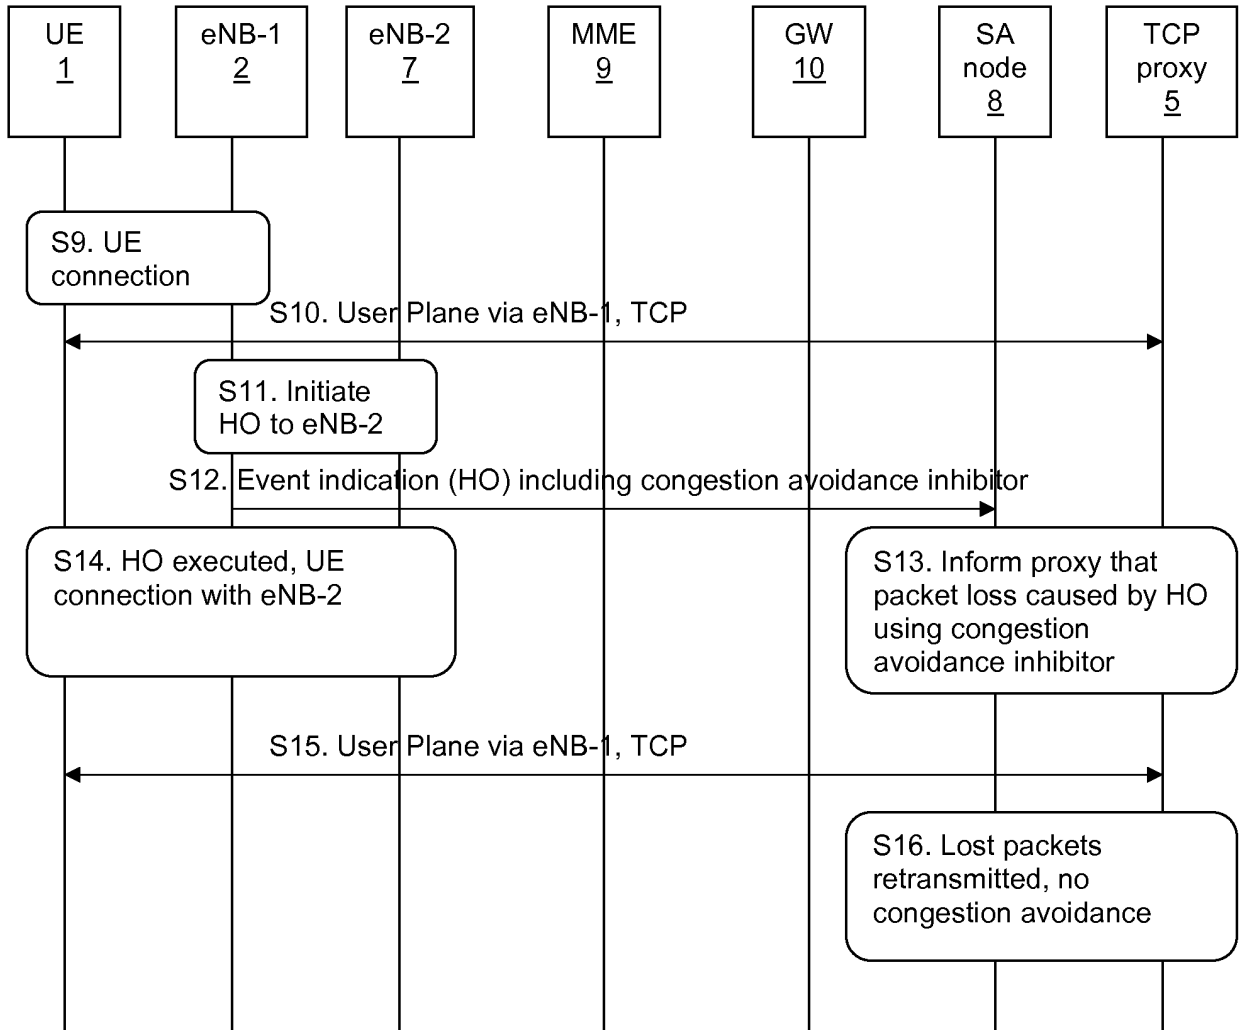 UE
1
eNB-1
2
eNB-2
7
MME
9
GW
10
SA
node
8
TCP
proxy
5
S9. UE
connection
S10. User Plane via eNB-1, TCP
S11. Initiate
HO to eNB-2
S12. Event indication (HO) including congestion avoidance inhibitor
S14. HO executed, UE
connection with eNB-2
S13. Inform proxy that
packet loss caused by HO
using congestion
avoidance inhibitor
S15. User Plane via eNB-1, TCP
S16. Lost packets
retransmitted, no
congestion avoidance